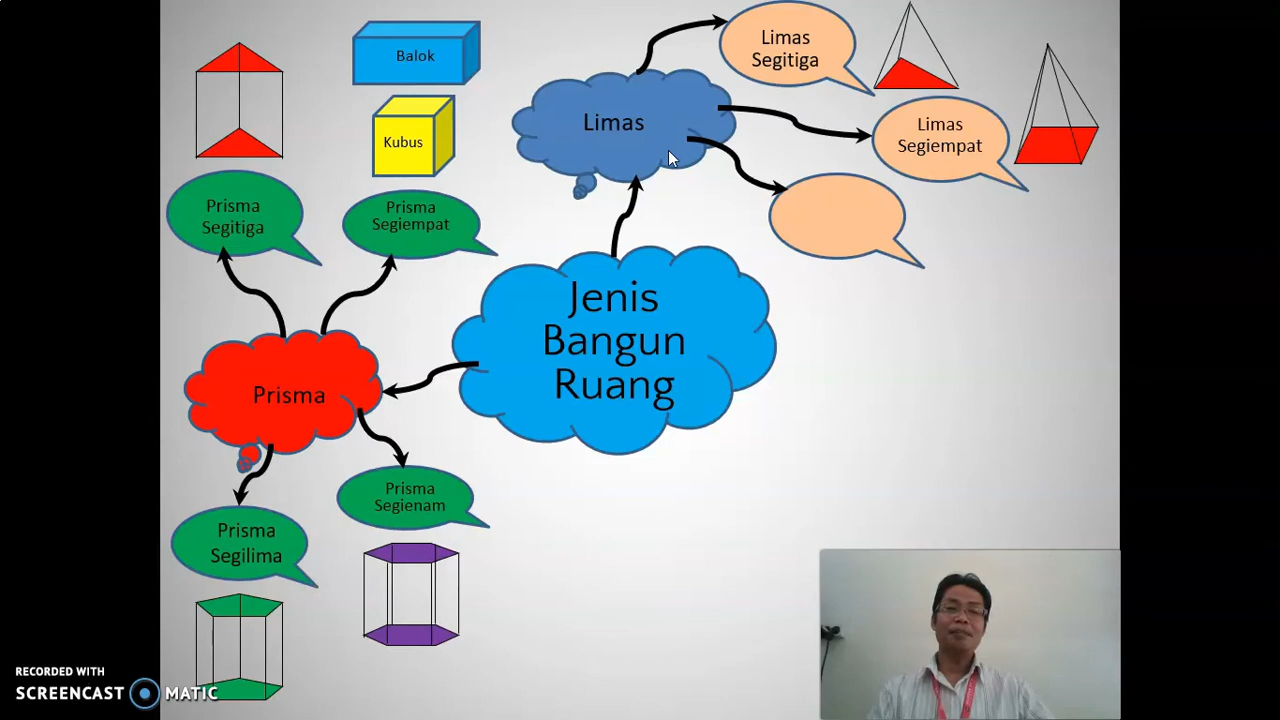 Balok
Kubus
Limas
Limas
Segitiga
Limas
Segiempat
Prisma
Segitiga
Prisma
Segiempat
Jenis
Bangun
Ruang
Prisma
Prisma
Segienam
Prisma
Segilima
RECORDED WITH
SCREENCAST MATIC